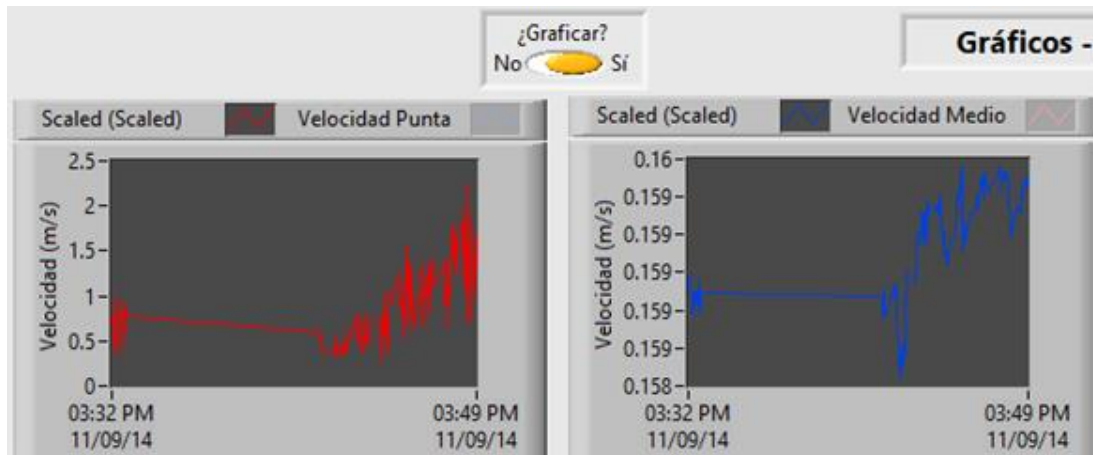 ¿Graficar?
No Sí
Gráficos -
Scaled (Scaled) Velocidad Punta
Velocidad (m/s)
2.5
2
1.5
1
0.5
0
03:32 PM 03:49 PM
11/09/14 11/09/14
Scaled (Scaled) Velocidad Medio
Velocidad (m/s)
0.16
0.159
0.159
0.159
0.159
0.159
0.158
03:32 PM 03:49 PM
11/09/14 11/09/14